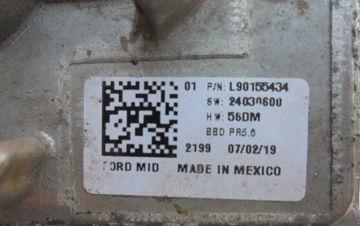 01 P/N: L90155434
SW: 24030600
HW: 56DM
BBD PR5.6
2199 07/02/19
FORD MID MADE IN MEXICO